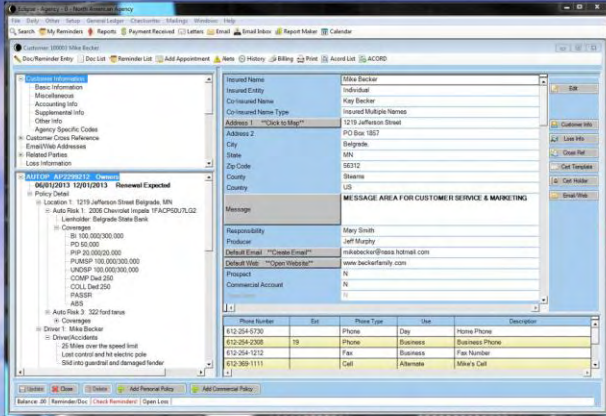 Eclipse - Agency - 0 - North American Agency
File Daily Other Setup General Ledger Checkwriter Mailings Windows Help
Search My Reminders Reports Payment Received Letters Email Email Inbox Report Maker Calendar
Customer: U0003 Mike Becker
Doc/Reminder Entry Doc List Reminder List Add Appointment Alerts History Billing Print Acord List ACORD
Customer Information
Basic Information
Miscellaneous
Accounting Info
Supplemental Info
Other Info
Agency Specific Codes
Customer Cross Reference
Email/Web Addresses
Related Parties
Loss Information
AUTOP AP2299212 Owners
06/01/2013 12/01/2013 Renewal Expected
Policy Detail
Location 1: 1219 Jefferson Street Belgrade, MN
Auto Risk 1: 2006 Chevrolet Impala 1FACP50U7LG2
Lienholder: Belgrade State Bank
Coverages
BI 100,000/300,000
PD 50,000
PIP 20,000/20,000
PUMSP 100,000/300,000
UNDSP 100,000/300,000
COMP Ded:250
COLL Ded:250
PASSR
ABS
Auto Risk 3: 322 ford tarus
Coverages
Driver 1: Mike Becker
Driver/Accidents
25 Miles over the speed limit
Lost control and hit electric pole
Slid into guardrail and damaged fender
Insured Name Mike Becker
Insured Entity Individual
Co-Insured Name Kay Becker
Co-Insured Name Type Insured Multiple Names
Address 1 **Click to Map** 1219 Jefferson Street
Address 2 PO Box 1857
City Belgrade
State MN
Zip Code 56312
County Stearns
Country US
Message MESSAGE AREA FOR CUSTOMER SERVICE & MARKETING
Responsibility Mary Smith
Producer Jeff Murphy
Default Email **Create Email** mikebecker@nasa.hotmail.com
Default Web **Open Website** www.beckerfamily.com
Prospect N
Commercial Account N
Edit
Customer Info
Loss Info
Cross Ref
Cert Template
Cert Holder
Email/Web
Phone Number Ext Phone Type Use Description
612-254-5730 Phone Day Home Phone
612-254-2308 19 Phone Business Business Phone
612-254-1212 Fax Business Fax Number
612-369-1111 Cell Alternate Mike's Cell
Update Close Delete Add Personal Policy Add Commercial Policy
Balance .00 Reminder/Doc Check Reminders! Open Loss